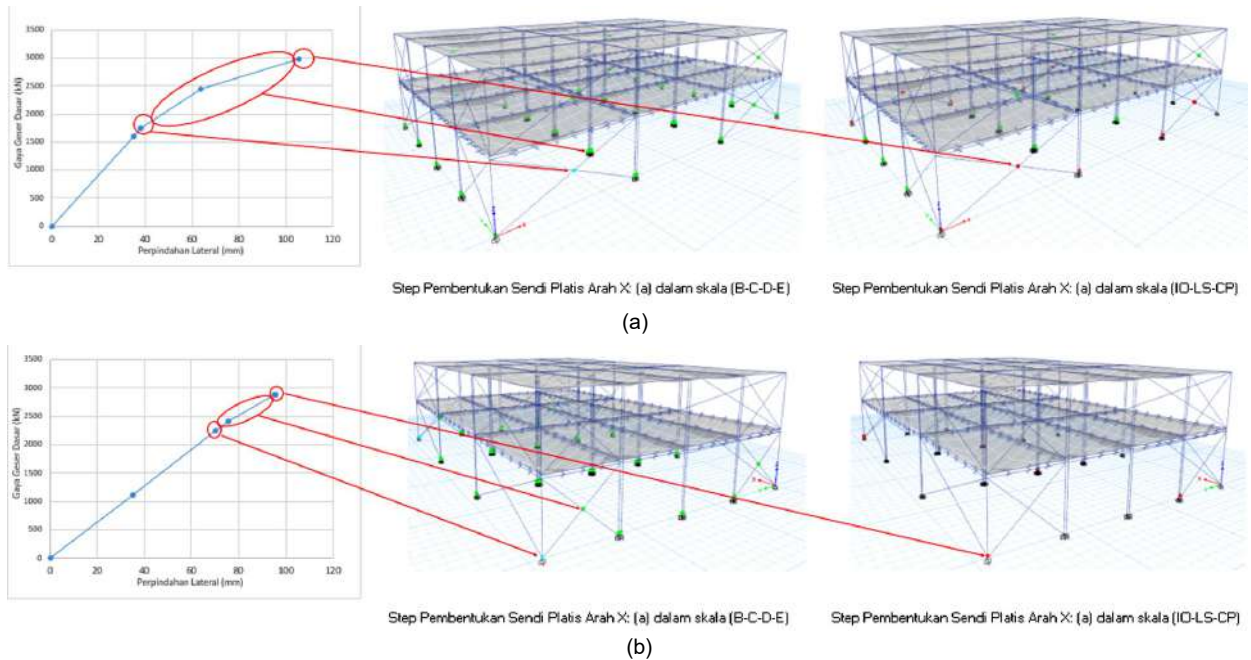 3500
3000
2500
2000
1500
1000
500
0
Gaya Geser Dasar (kN)
0 20 40 60 80 100 120
Perpindahan Lateral (mm)
Step Pembentukan Sendi Platis Arah X: (a) dalam skala (B-C-D-E)
Step Pembentukan Sendi Platis Arah X: (a) dalam skala (IO-LS-CP)
(a)
3500
3000
2500
2000
1500
1000
500
0
Gaya Geser Dasar (kN)
0 20 40 60 80 100 120
Perpindahan Lateral (mm)
Step Pembentukan Sendi Platis Arah X: (a) dalam skala (B-C-D-E)
Step Pembentukan Sendi Platis Arah X: (a) dalam skala (IO-LS-CP)
(b)